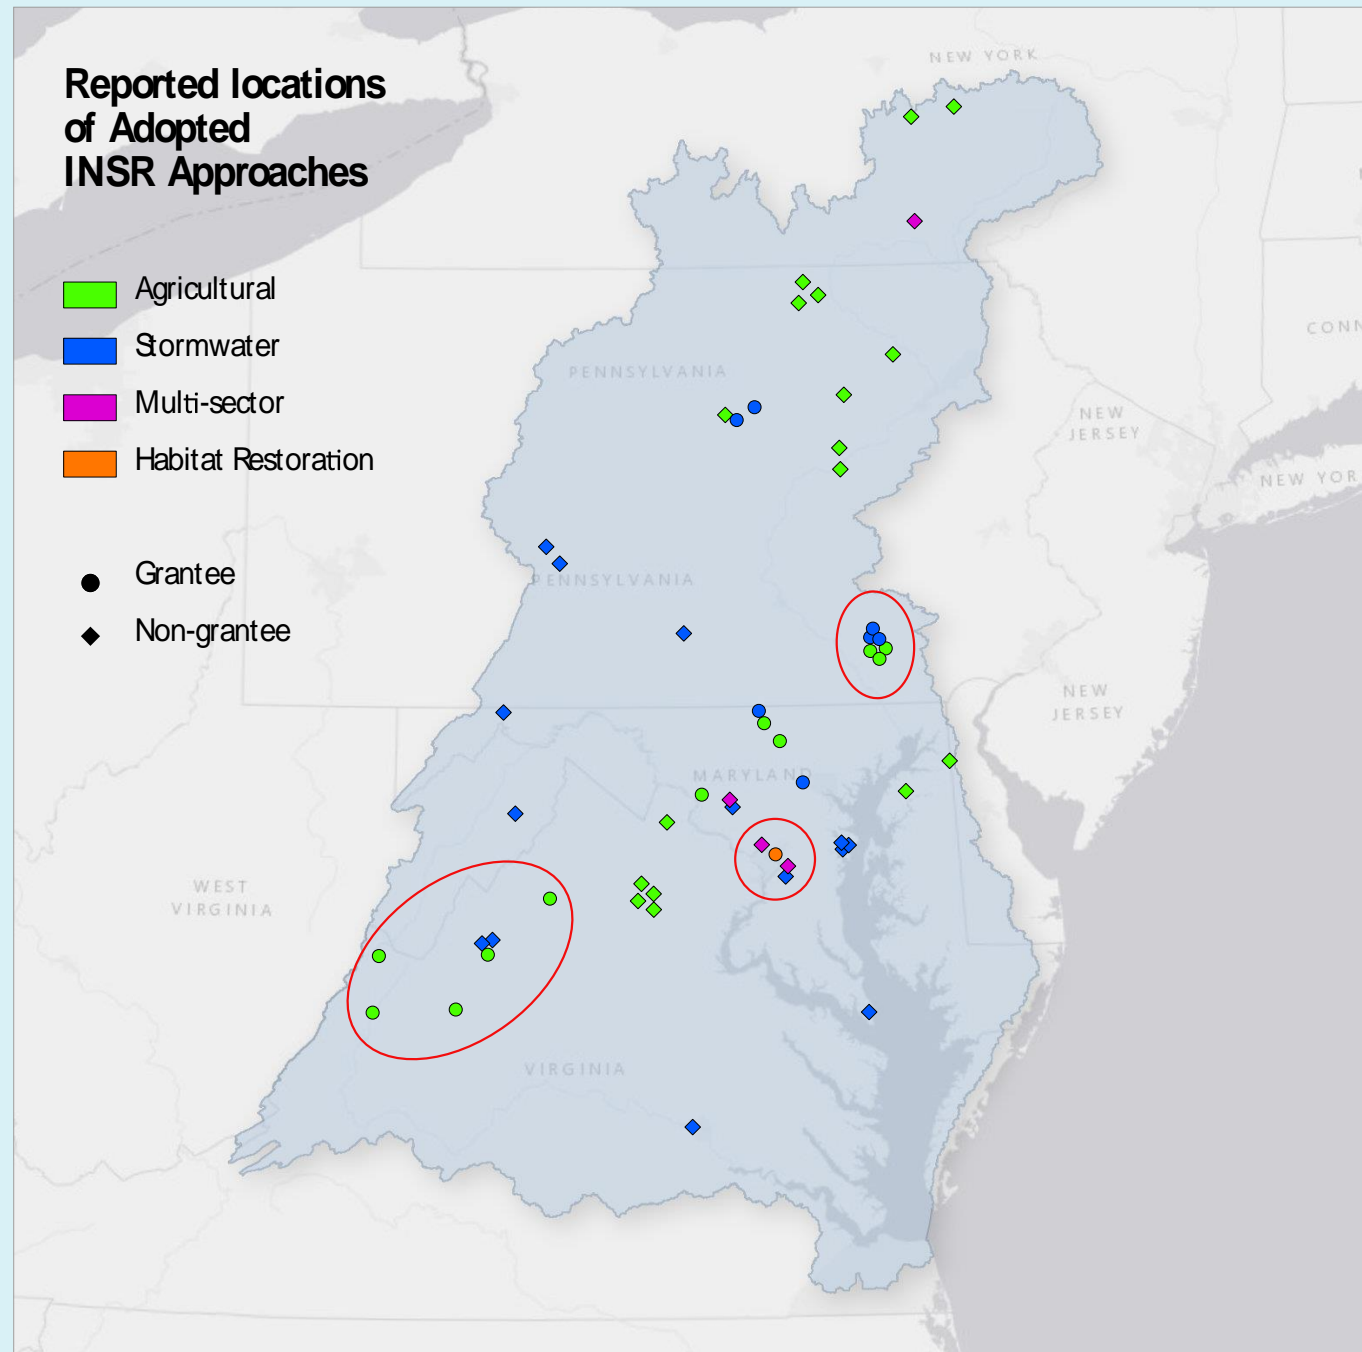 Reported locations
of Adopted
INSR Approaches
Agricultural
Stormwater
Multi-sector
Habitat Restoration
Grantee
Non-grantee
NEW YORK
PENNSYLVANIA
CONN
NEW
JERSEY
NEW YOR
PENNSYLVANIA
NEW
JERSEY
MARYLAND
WEST
VIRGINIA
VIRGINIA